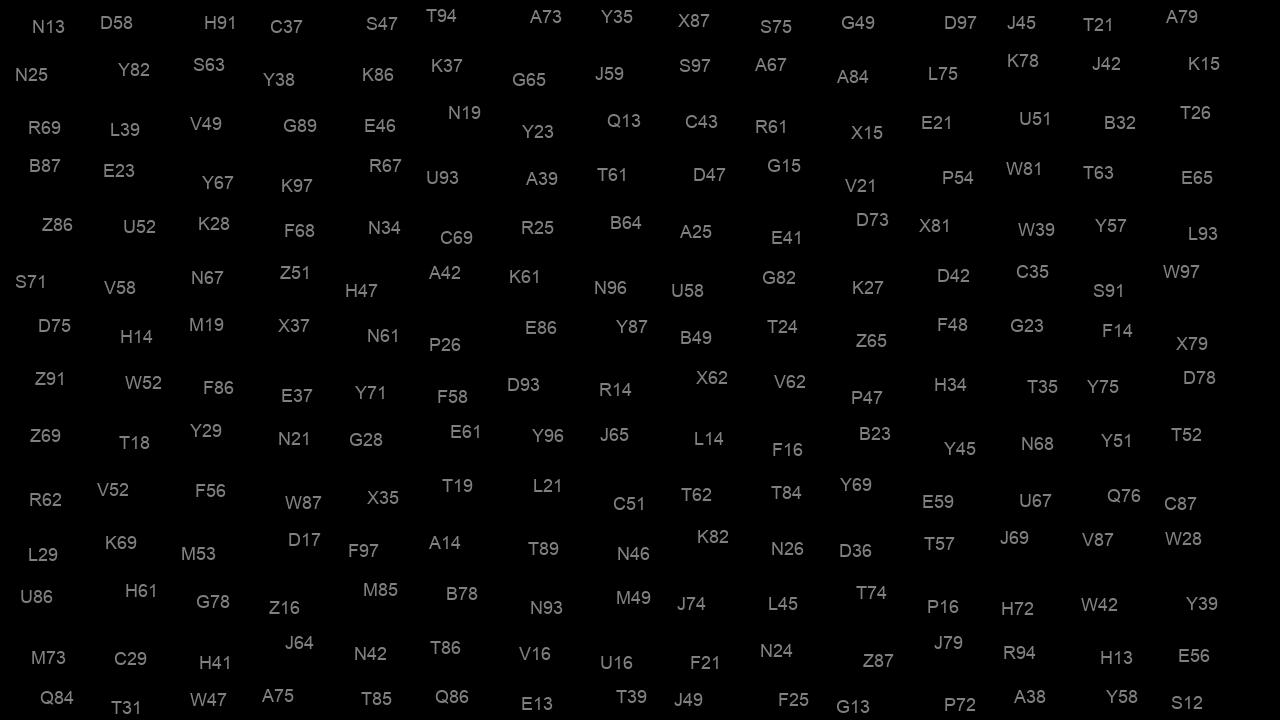 N13 D58 H91 C37 S47 T94 A73 Y35 X87 S75 G49 D97 J45 T21 A79
N25 Y82 S63 Y38 K86 K37 G65 J59 S97 A67 A84 L75 K78 J42 K15
R69 L39 V49 G89 E46 N19 Y23 Q13 C43 R61 X15 E21 U51 B32 T26
B87 E23 Y67 K97 R67 U93 A39 T61 D47 G15 V21 P54 W81 T63 E65
Z86 U52 K28 F68 N34 C69 R25 B64 A25 E41 D73 X81 W39 Y57 L93
S71 V58 N67 Z51 H47 A42 K61 N96 U58 G82 K27 D42 C35 S91 W97
D75 H14 M19 X37 N61 P26 E86 Y87 B49 T24 Z65 F48 G23 F14 X79
Z91 W52 F86 E37 Y71 F58 D93 R14 X62 V62 P47 H34 T35 Y75 D78
Z69 T18 Y29 N21 G28 E61 Y96 J65 L14 F16 B23 Y45 N68 Y51 T52
R62 V52 F56 W87 X35 T19 L21 C51 T62 T84 Y69 E59 U67 Q76 C87
L29 K69 M53 D17 F97 A14 T89 N46 K82 N26 D36 T57 J69 V87 W28
U86 H61 G78 Z16 M85 B78 N93 M49 J74 L45 T74 P16 H72 W42 Y39
M73 C29 H41 J64 N42 T86 V16 U16 F21 N24 Z87 J79 R94 H13 E56
Q84 T31 W47 A75 T85 Q86 E13 T39 J49 F25 G13 P72 A38 Y58 S12